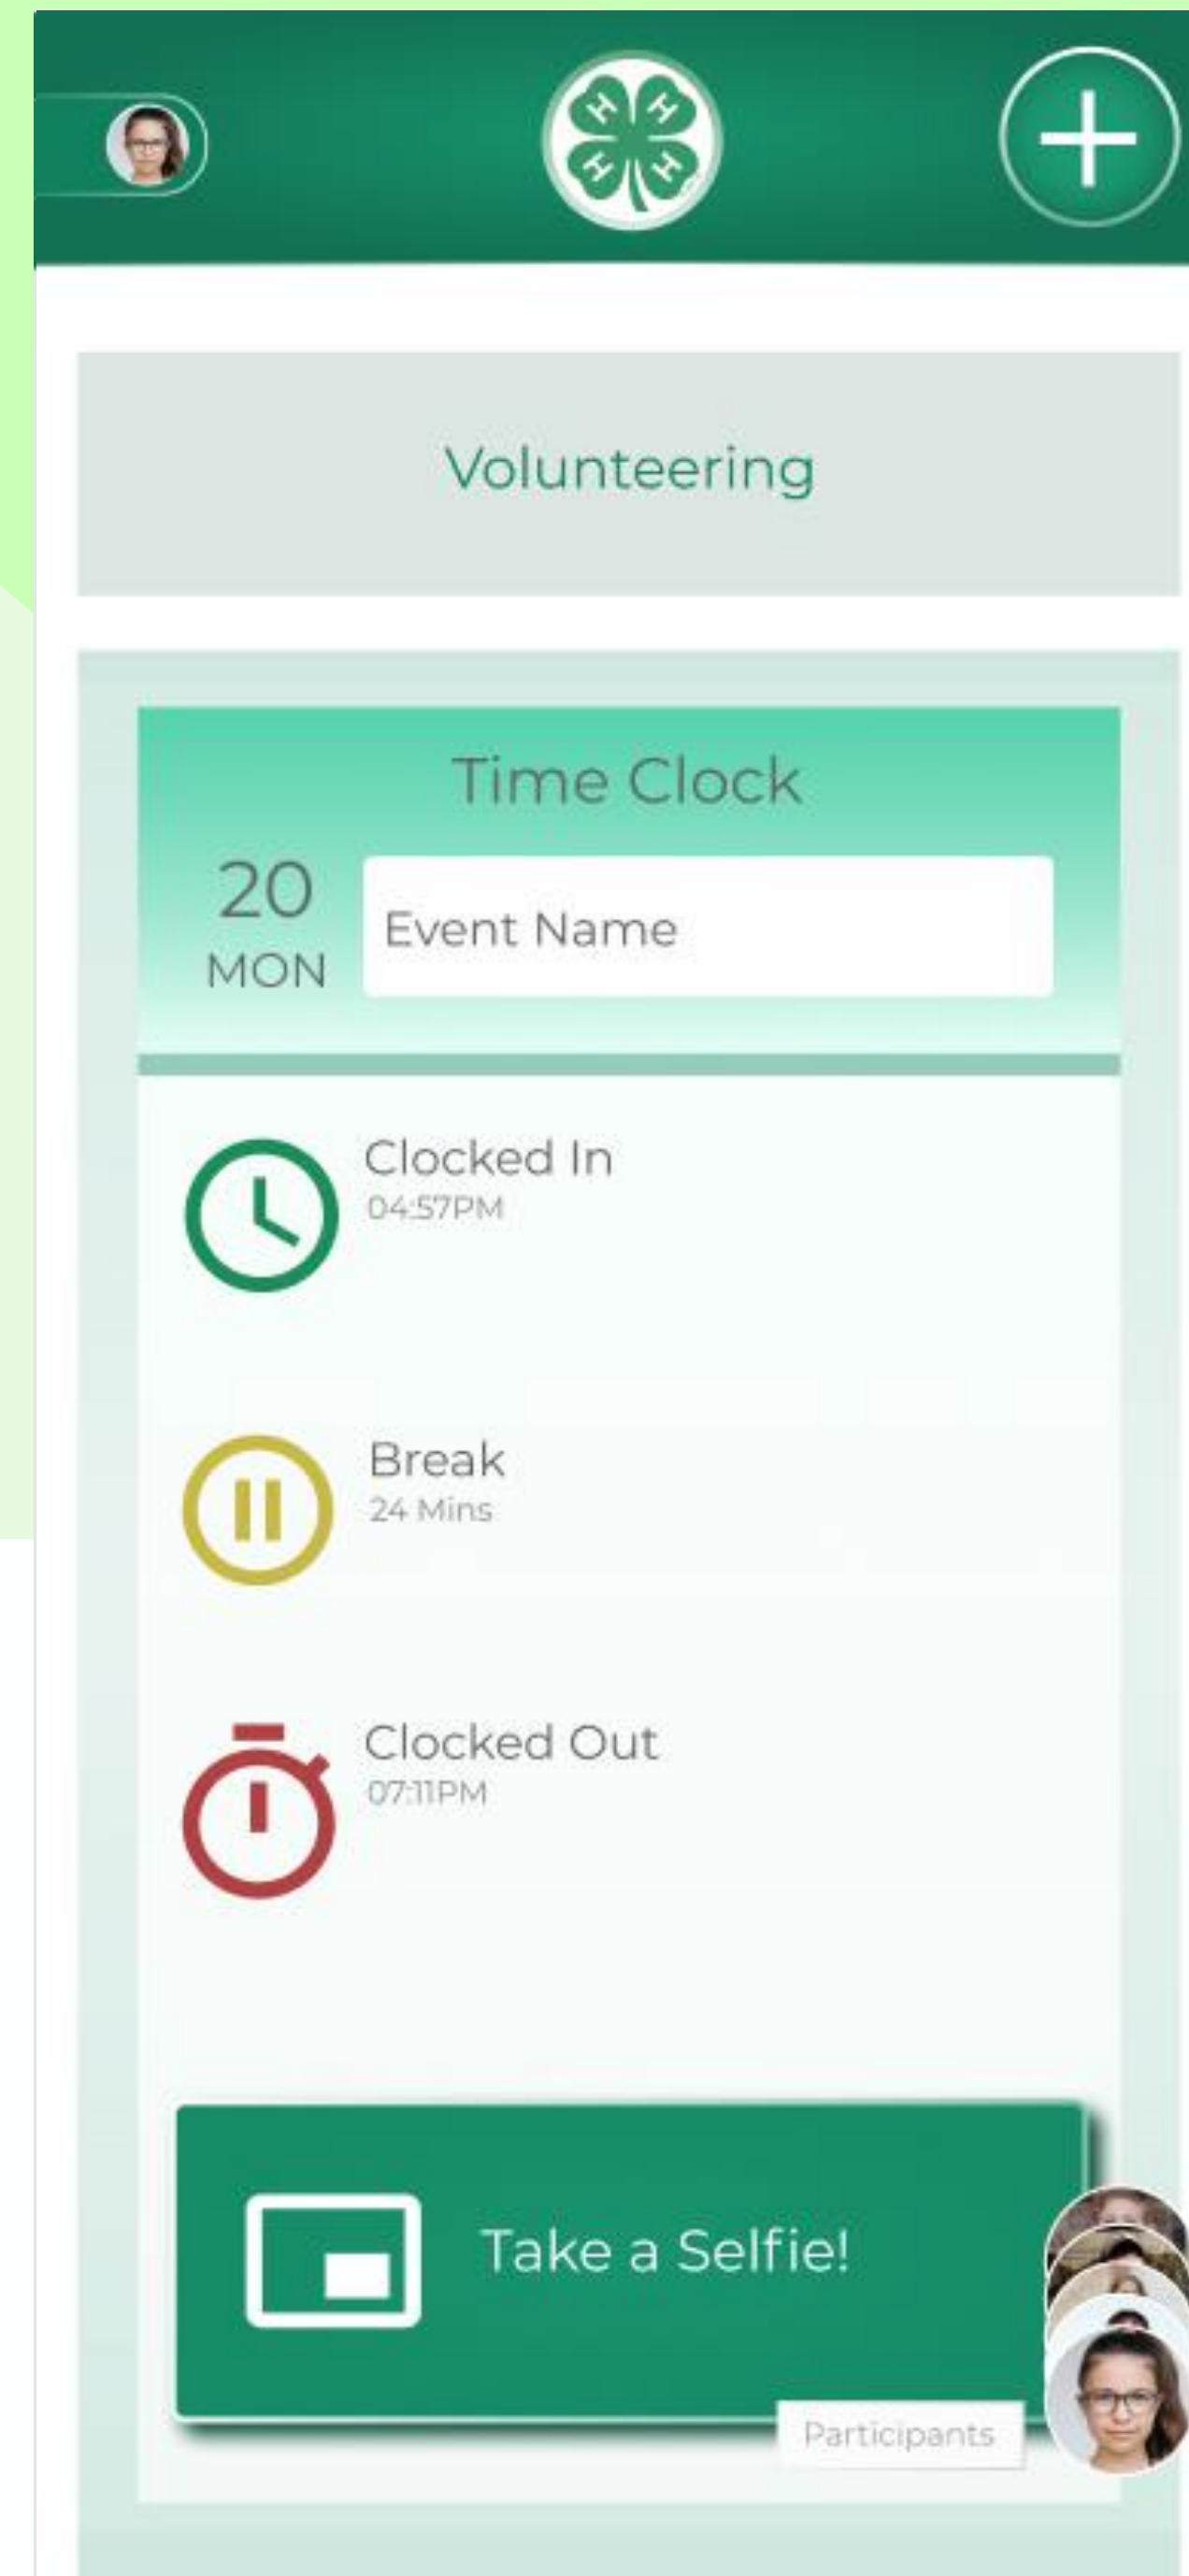 H H
H H
Volunteering
Time Clock
20
MON
Event Name
Clocked In
04:57PM
Break
24 Mins
Clocked Out
07:11PM
Take a Selfie!
Participants